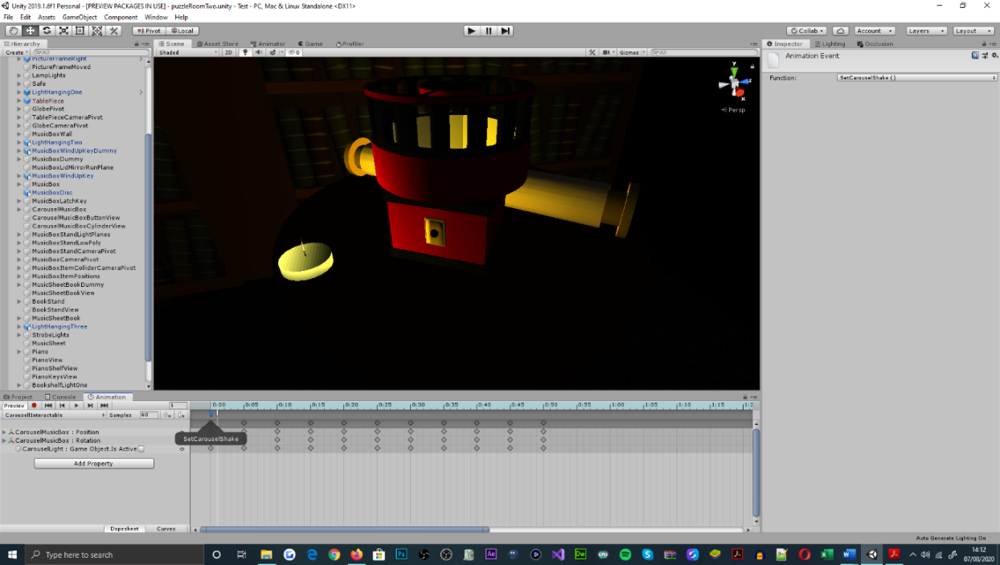 Unity 2019.1.6f1 Personal - [PREVIEW PACKAGES IN USE] - puzzleRoomTwo.unity - Test - PC, Mac & Linux Standalone <DX11>
File Edit Assets GameObject Component Window Help
Pivot Local Collab Account Layers Layout
Hierarchy Scene Asset Store Animator Game Profiler Inspector Lighting Occlusion
Create All Shaded 2D 0 Gizmos All
PictureFrameRight
PictureFrameMoved
LampLights
Safe
LightHangingOne
TablePiece
GlobePivot
TablePieceCameraPivot
GlobeCameraPivot
MusicBoxWall
LightHangingTwo
MusicBoxWindUpKeyDummy
MusicBoxDummy
MusicBoxLidMirrorRunPlane
MusicBoxWindUpKey
MusicBox
MusicBoxDisc
MusicBoxLatchKey
CarouselMusicBox
CarouselMusicBoxButtonView
CarouselMusicBoxCylinderView
MusicBoxStandLightPlanes
MusicBoxStandLowPoly
MusicBoxStandCameraPivot
MusicBoxCameraPivot
MusicBoxItemColliderCameraPivot
MusicBoxItemPositions
MusicSheetBookDummy
MusicSheetBookView
BookStand
BookStandView
MusicSheetBook
LightHangingThree
StrobeLights
MusicSheet
Piano
PianoView
PianoShelfView
PianoKeysView
BookshelfLightOne
y
z
x
Persp
Animation Event
Function: SetCarouselShake ( )
Project Console Animation
Preview 1 0:00 0:05 0:10 0:15 0:20 0:25 0:30 0:35 0:40 0:45 0:50 0:55 1:00 1:05 1:10 1:15 1:2
CarousellInteractable Samples 60
CarouselMusicBox : Position
CarouselMusicBox : Rotation
SetCarouselShake
CarouselLight : Game Object.Is Active
Add Property
Dopesheet Curves
Auto Generate Lighting On
Type here to search
14:12
07/08/2020